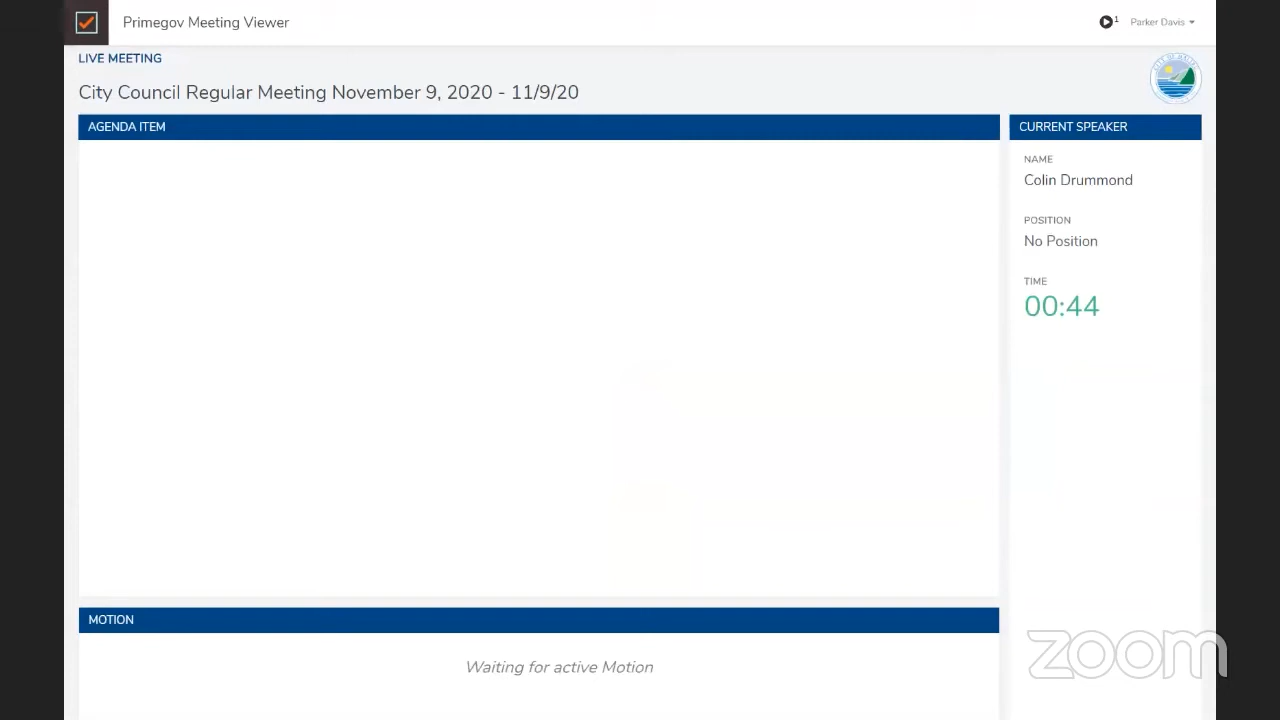 Primegov Meeting Viewer
1
Parker Davis
LIVE MEETING
City Council Regular Meeting November 9, 2020 - 11/9/20
AGENDA ITEM
CURRENT SPEAKER
NAME
Colin Drummond
POSITION
No Position
TIME
00:44
MOTION
Waiting for active Motion
zoom